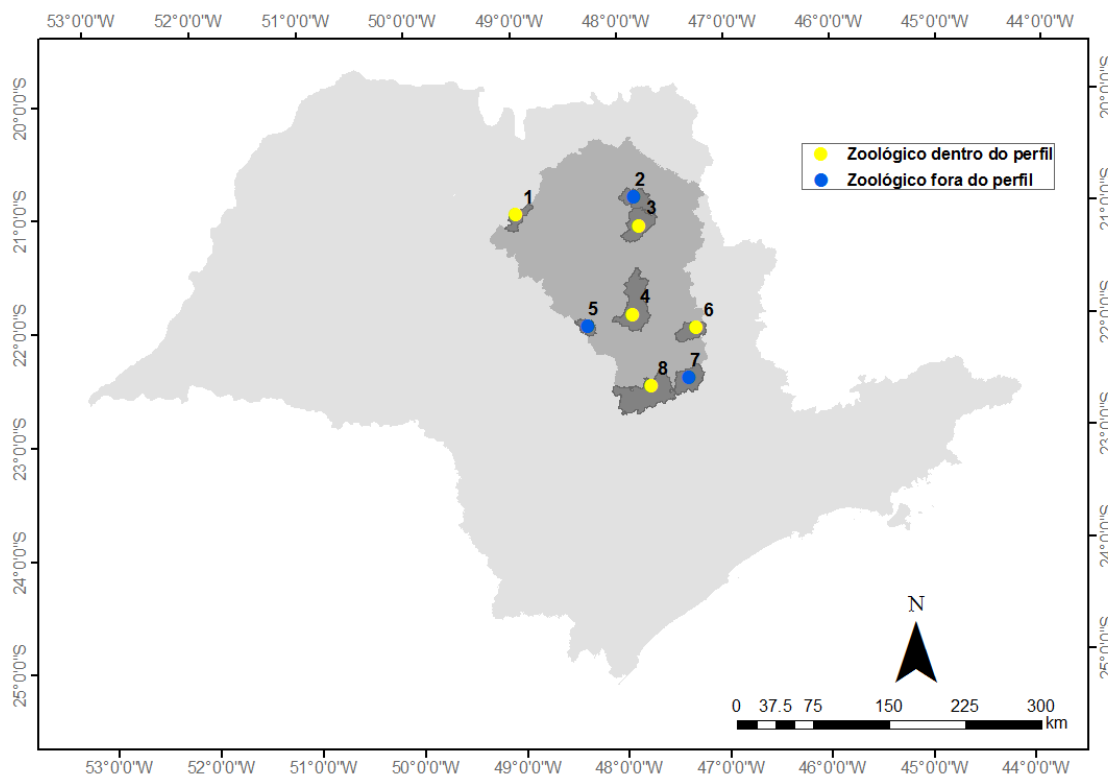 53°0'0"W 52°0'0"W 51°0'0"W 50°0'0"W 49°0'0"W 48°0'0"W 47°0'0"W 46°0'0"W 45°0'0"W 44°0'0"W
20°0'0"S
21°0'0"S
22°0'0"S
23°0'0"S
24°0'0"S
25°0'0"S
Zoológico dentro do perfil
Zoológico fora do perfil
1
2
3
4
5
6
7
8
20°0'0"S
21°0'0"S
22°0'0"S
23°0'0"S
24°0'0"S
25°0'0"S
N
0 37.5 75 150 225 300
km
53°0'0"W 52°0'0"W 51°0'0"W 50°0'0"W 49°0'0"W 48°0'0"W 47°0'0"W 46°0'0"W 45°0'0"W 44°0'0"W